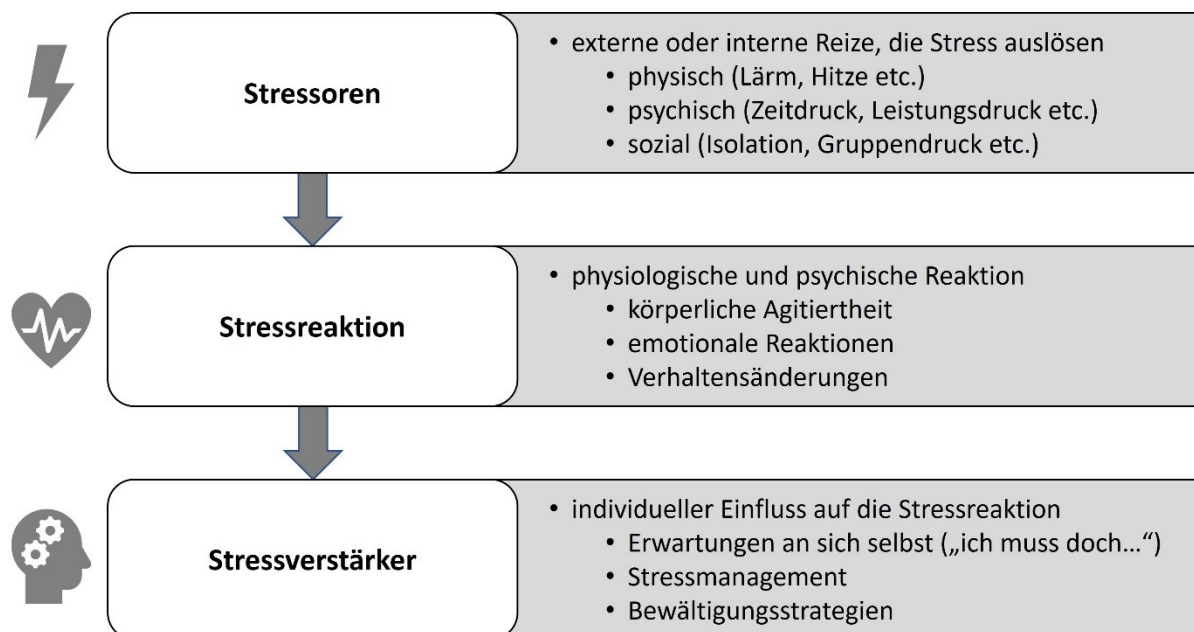 Stressoren
• externe oder interne Reize, die Stress auslösen
• physisch (Lärm, Hitze etc.)
• psychisch (Zeitdruck, Leistungsdruck etc.)
• sozial (Isolation, Gruppendruck etc.)
Stressreaktion
• physiologische und psychische Reaktion
• körperliche Agitiertheit
• emotionale Reaktionen
• Verhaltensänderungen
Stressverstärker
• individueller Einfluss auf die Stressreaktion
• Erwartungen an sich selbst („ich muss doch...“)
• Stressmanagement
• Bewältigungsstrategien